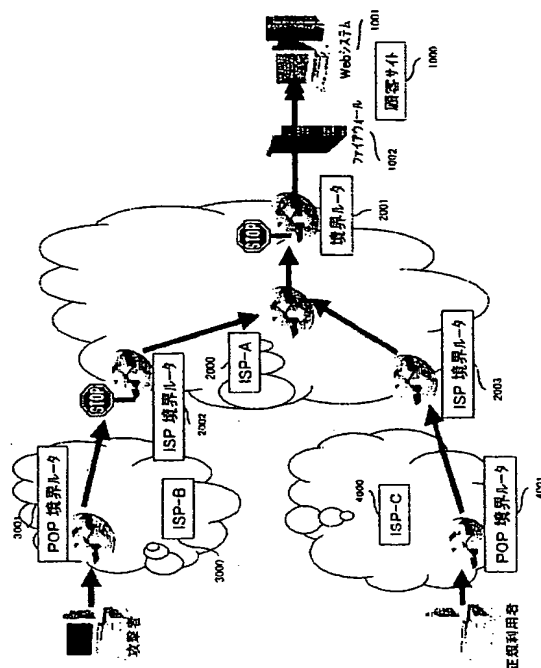 攻撃者
3001
POP 境界ルータ
ISP-B
3000
STOP
ISP 境界ルータ
2002
2000
ISP-A
STOP
境界ルータ
2001
ファイアウォール
1002
Webシステム
1001
顧客サイト
1000
正規利用者
POP 境界ルータ
4001
4000
ISP-C
ISP 境界ルータ
2003